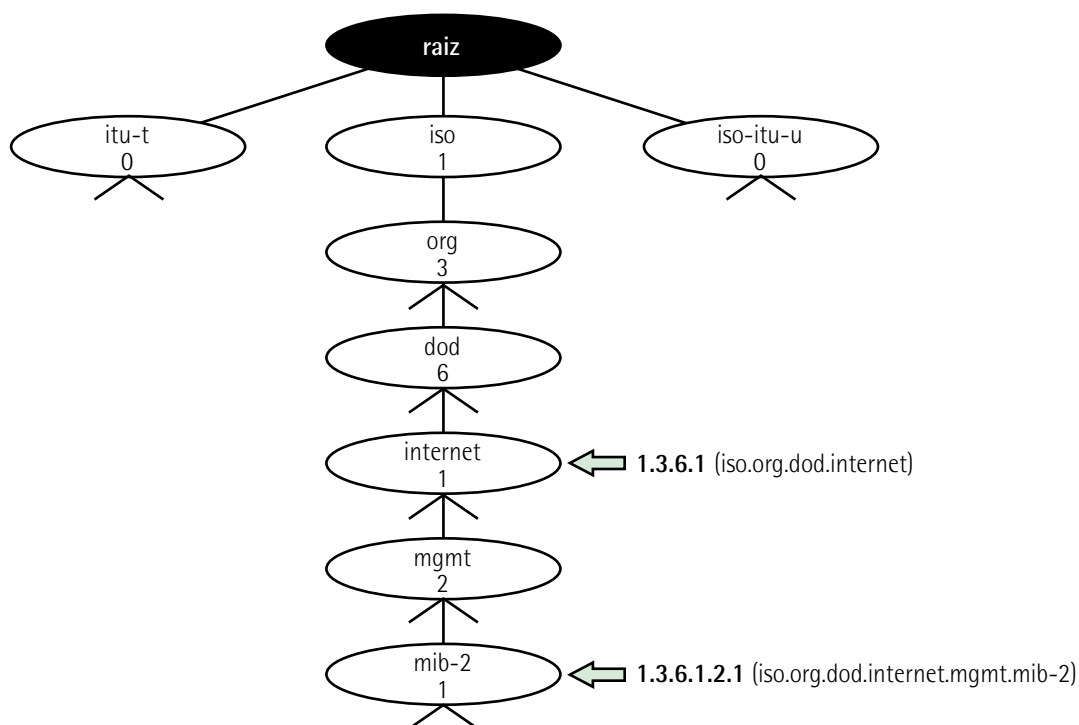 raiz
itu-t
0
iso
1
iso-itu-u
0
org
3
dod
6
internet
1
1.3.6.1 (iso.org.dod.internet)
mgmt
2
mib-2
1
1.3.6.1.2.1 (iso.org.dod.internet.mgmt.mib-2)